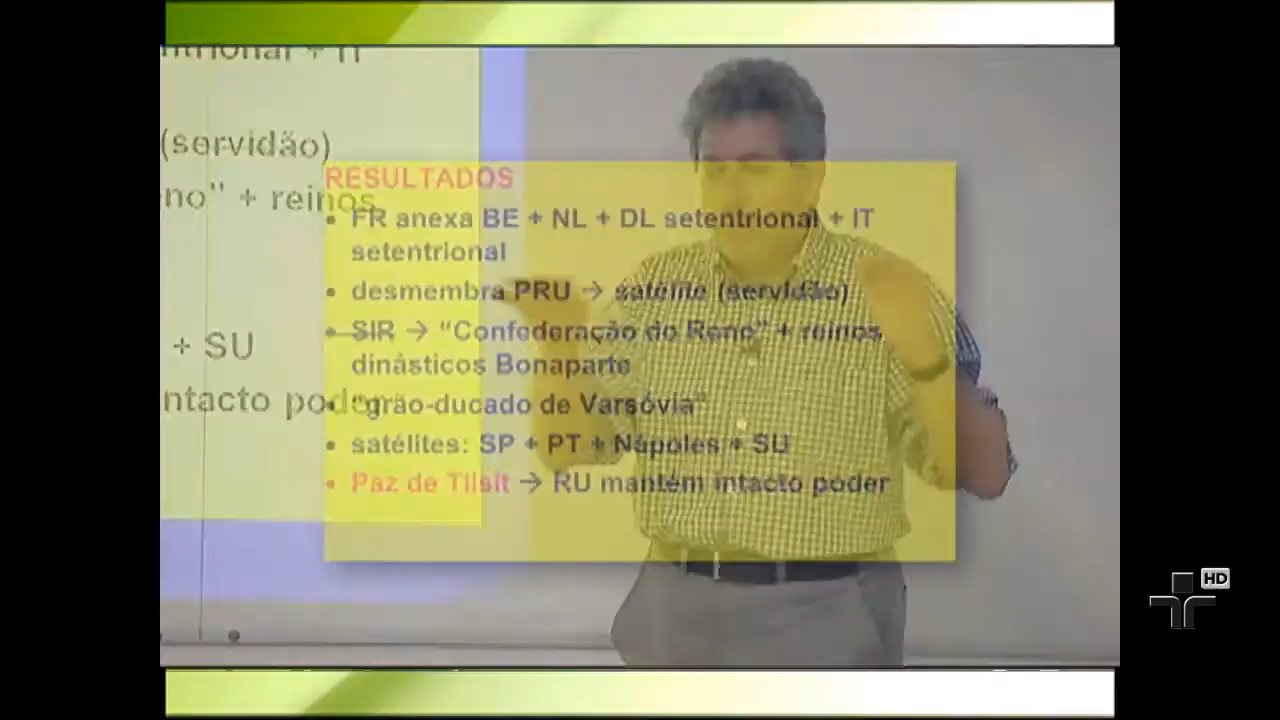 ntrional + IT
(servidão)
no" + reinos
+ SU
ntacto poder
RESULTADOS
• FR anexa BE + NL + DL setentrional + IT
setentrional
• desmembra PRU → satélite (servidão)
• SIR → "Confederação do Reno" + reinos
dinásticos Bonaparte
• "grão-ducado de Varsóvia"
• satélites: SP + PT + Nápoles + SU
• Paz de Tilsit → RU mantém intacto poder
HD